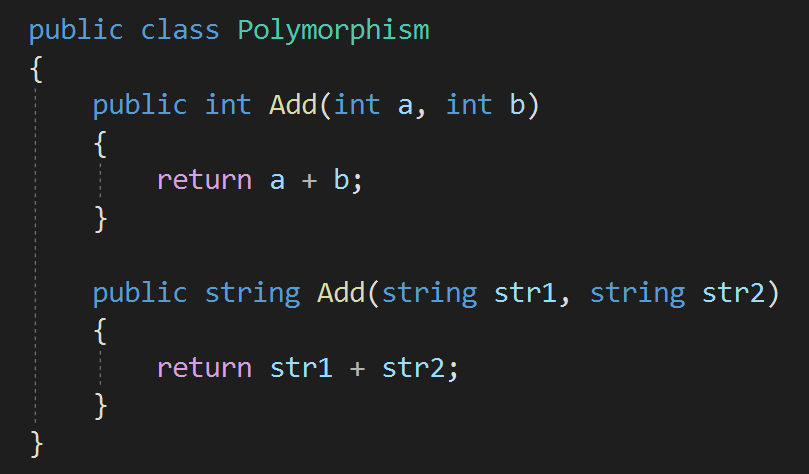 public class Polymorphism
{
    public int Add(int a, int b)
    {
        return a + b;
    }

    public string Add(string str1, string str2)
    {
        return str1 + str2;
    }
}